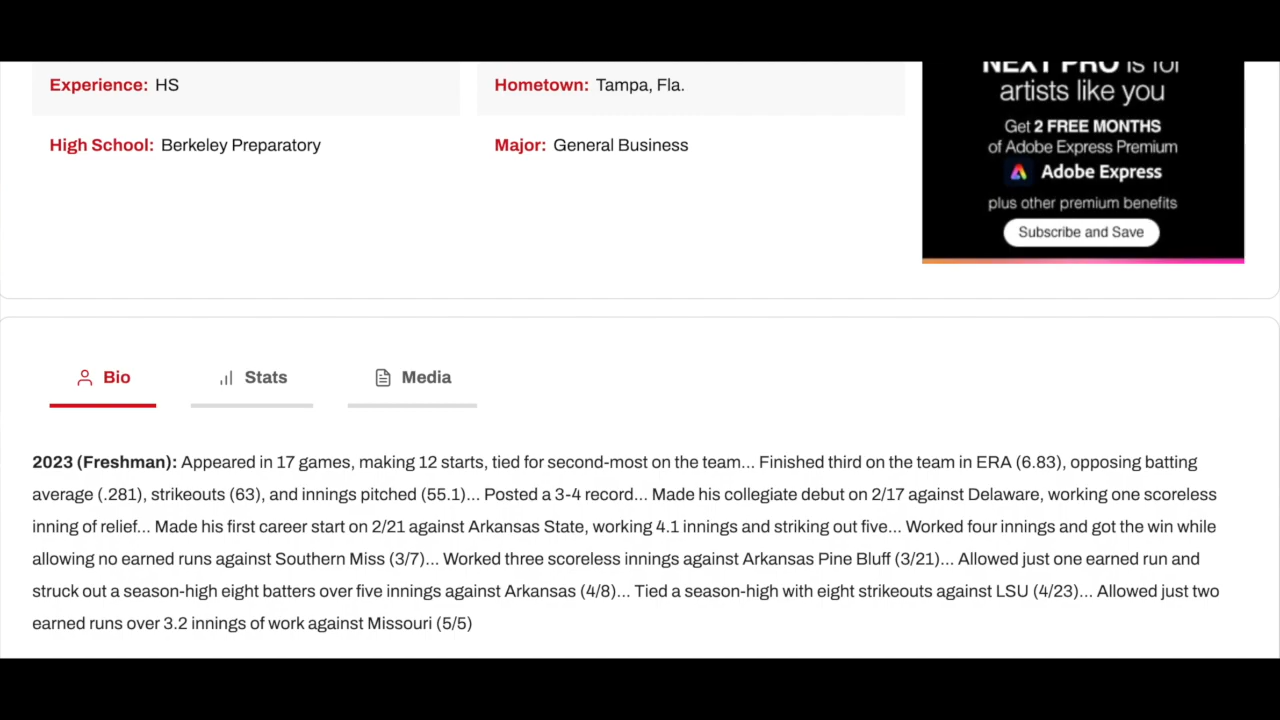 Experience: HS
Hometown: Tampa, Fla.
High School: Berkeley Preparatory
Major: General Business
NEXT PRO is for
artists like you
Get 2 FREE MONTHS
of Adobe Express Premium
Adobe Express
plus other premium benefits
Subscribe and Save
Bio
Stats
Media
2023 (Freshman): Appeared in 17 games, making 12 starts, tied for second-most on the team... Finished third on the team in ERA (6.83), opposing batting
average (.281), strikeouts (63), and innings pitched (55.1)... Posted a 3-4 record... Made his collegiate debut on 2/17 against Delaware, working one scoreless
inning of relief... Made his first career start on 2/21 against Arkansas State, working 4.1 innings and striking out five... Worked four innings and got the win while
allowing no earned runs against Southern Miss (3/7)... Worked three scoreless innings against Arkansas Pine Bluff (3/21)... Allowed just one earned run and
struck out a season-high eight batters over five innings against Arkansas (4/8)... Tied a season-high with eight strikeouts against LSU (4/23)... Allowed just two
earned runs over 3.2 innings of work against Missouri (5/5)